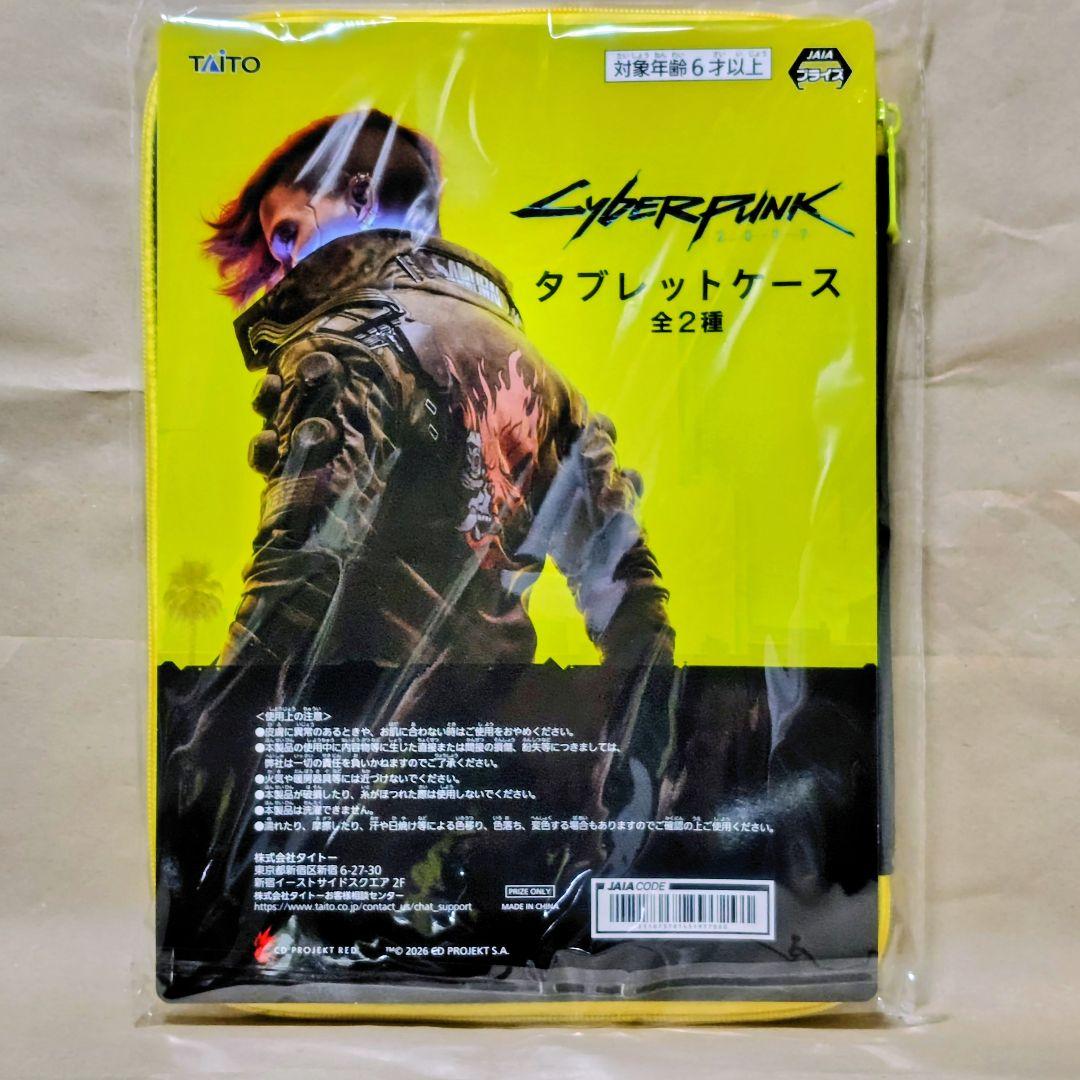 TAITO
対象年齢6才以上
JAIA
プライズ
CYBERPUNK
2077
タブレットケース
全2種
SAMURAI
<使用上の注意>
●皮膚に異常のあるときや、お肌に合わない時はご使用をおやめください。
●本製品の使用中に内容物等に生じた直接または間接の損傷、紛失等につきましては、
弊社は一切の責任を負いかねますのでご了承ください。
●火気や暖房器具等には近づけないでください。
●本製品が破損したり、糸がほつれた際は使用しないでください。
●本製品は洗濯できません。
●濡れたり、摩擦したり、汗や日焼け等による色移り、色落ち、変色する場合もありますのでご確認の上ご使用ください。
株式会社タイトー
東京都新宿区新宿 6-27-30
新宿イーストサイドスクエア 2F
株式会社タイトーお客様相談センター
https://www.taito.co.jp/contact_us/chat_support
PRIZE ONLY
MADE IN CHINA
JAIA CODE
CD PROJEKT RED
™© 2026 CD PROJEKT S.A.